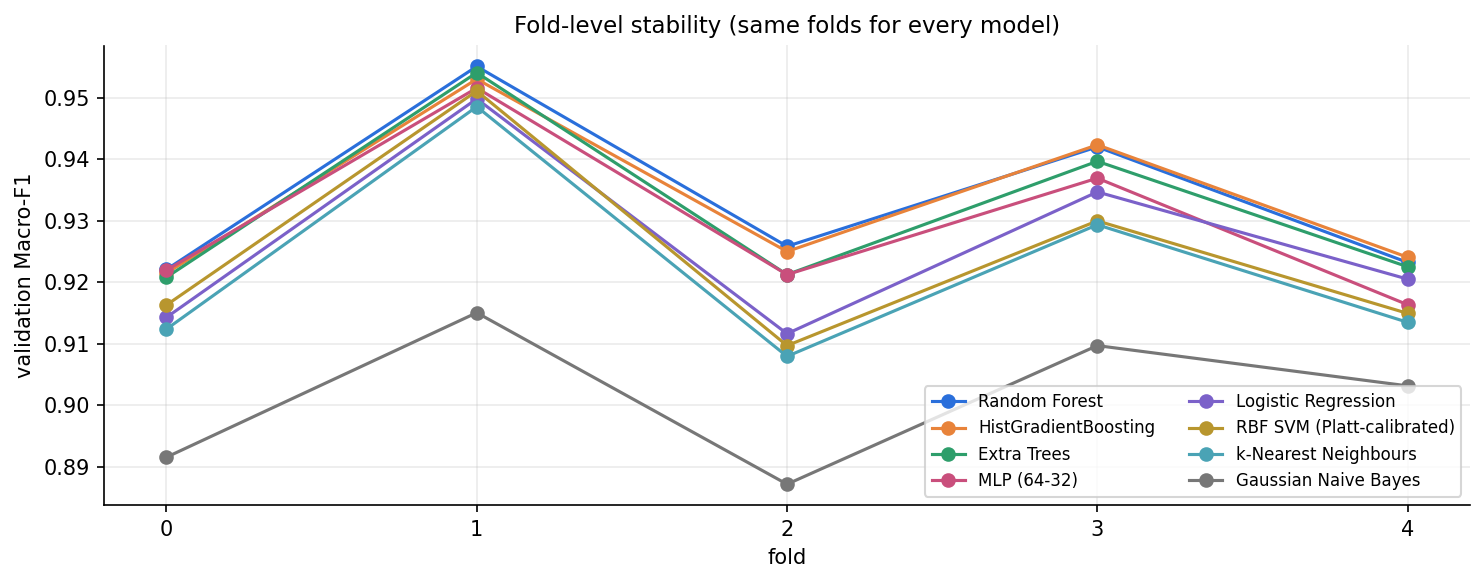 Fold-level stability (same folds for every model)
validation Macro-F1
0.95
0.94
0.93
0.92
0.91
0.90
0.89
Random Forest
HistGradientBoosting
Extra Trees
MLP (64-32)
Logistic Regression
RBF SVM (Platt-calibrated)
k-Nearest Neighbours
Gaussian Naive Bayes
0 1 2 3 4
fold